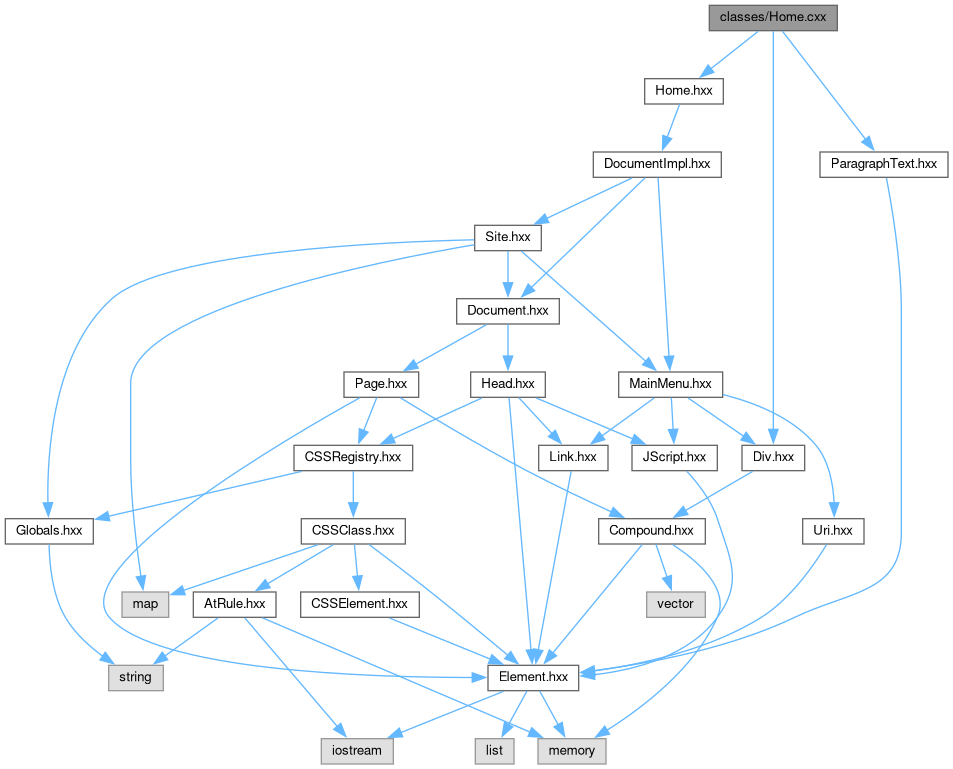 classes/Home.cxx
Home.hxx
DocumentImpl.hxx
ParagraphText.hxx
Site.hxx
Document.hxx
Page.hxx
Head.hxx
MainMenu.hxx
CSSRegistry.hxx
Link.hxx
JScript.hxx
Div.hxx
Globals.hxx
CSSClass.hxx
Compound.hxx
Uri.hxx
map
AtRule.hxx
CSSElement.hxx
vector
string
Element.hxx
iostream
list
memory